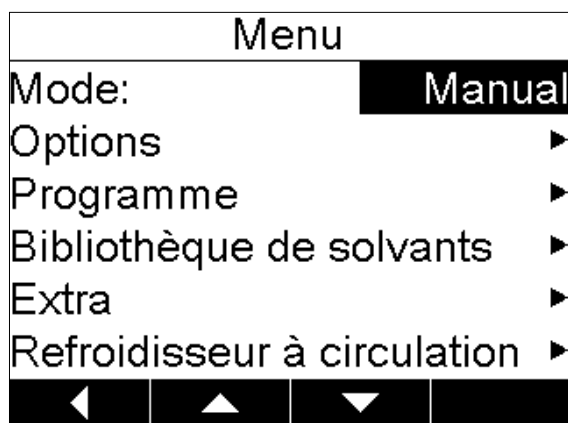 Menu
Mode: Manual
Options
Programme
Bibliothèque de solvants
Extra
Refroidisseur à circulation